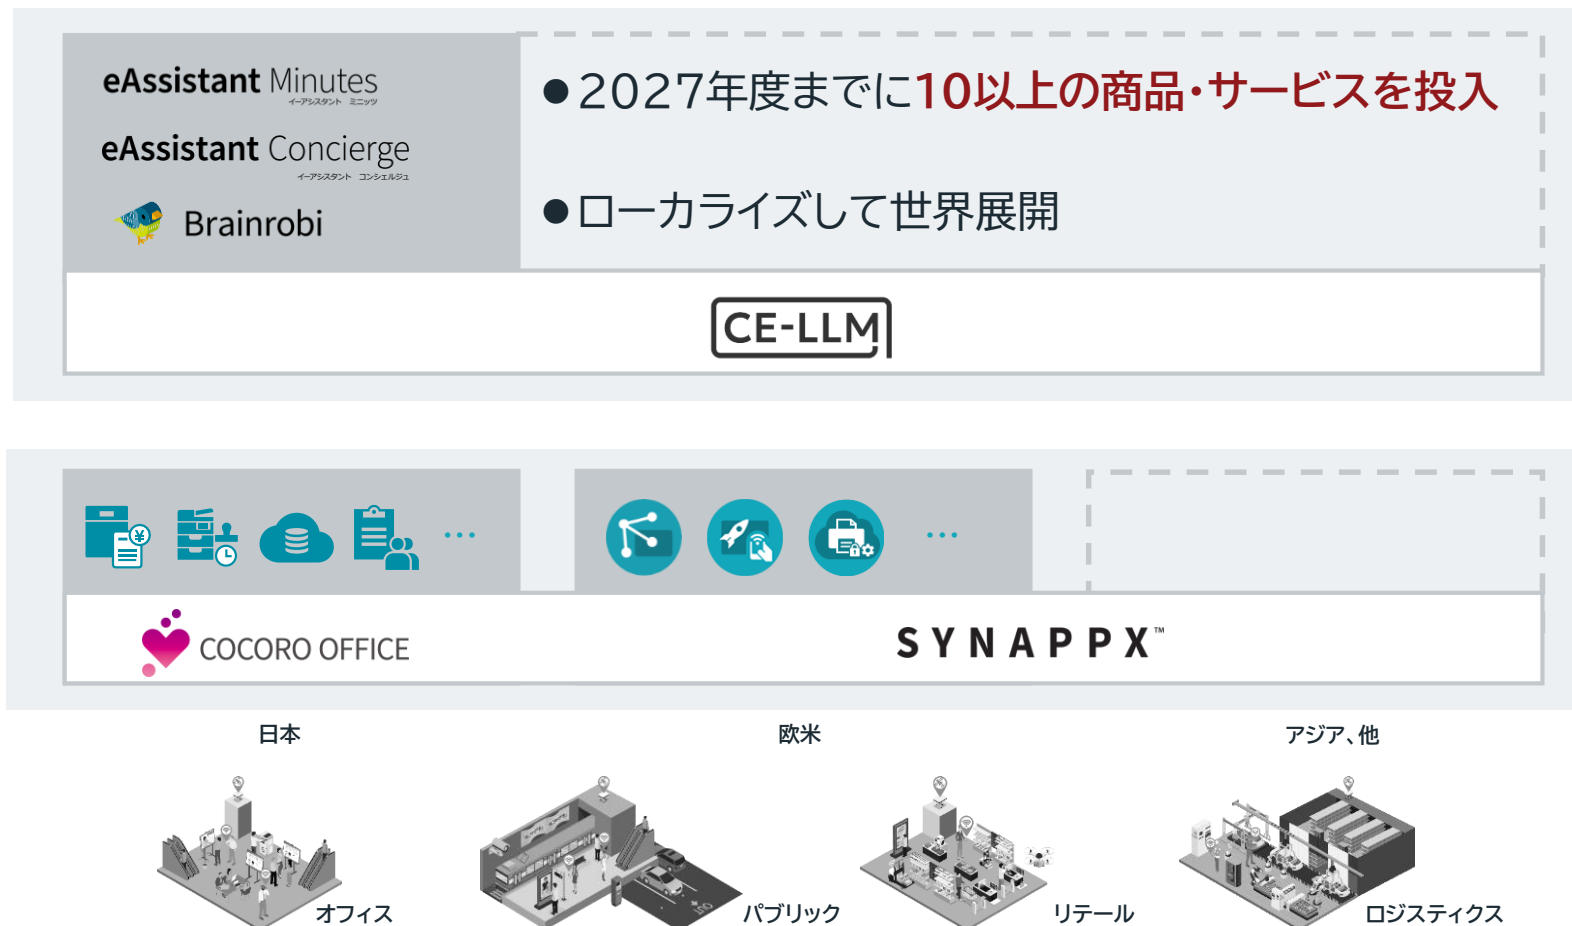 eAssistant Minutes
イーアシスタント ミニッツ
eAssistant Concierge
イーアシスタント コンシェルジュ
Brainrobi
●2027年度までに10以上の商品・サービスを投入
●ローカライズして世界展開
CE-LLM
¥
...
...
COCORO OFFICE
SYNAPPX™
日本
欧米
アジア、他
OUT
オフィス
パブリック
リテール
ロジスティクス